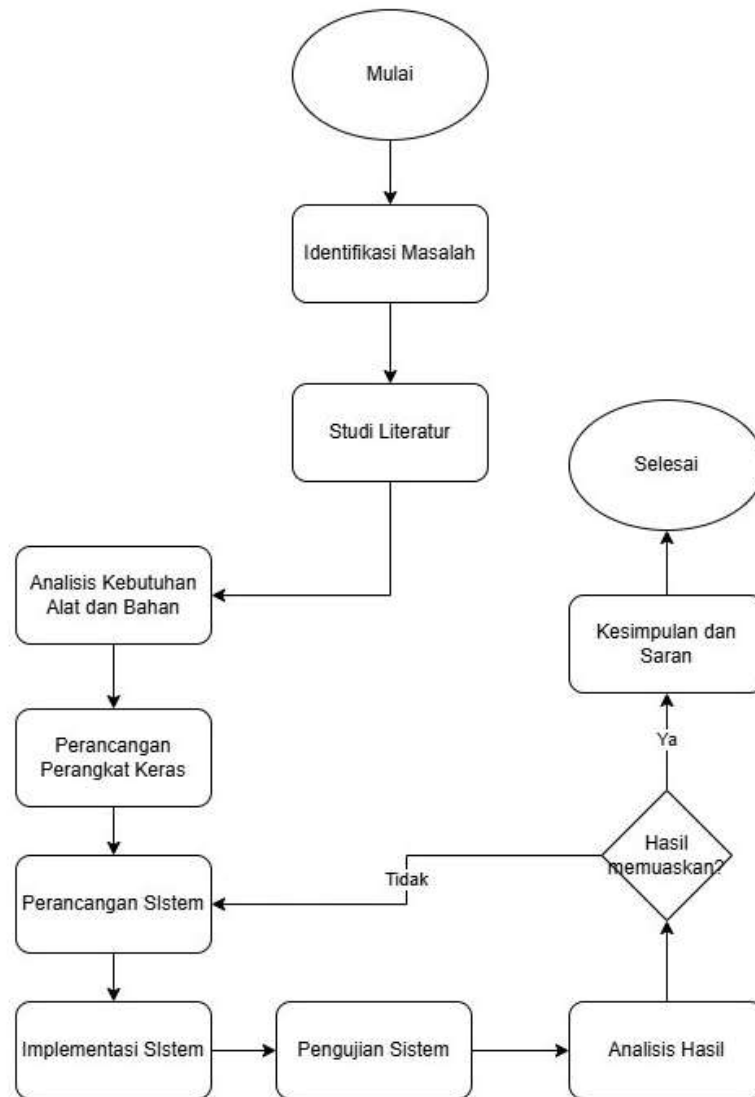 Mulai
Identifikasi Masalah
Studi Literatur
Selesai
Analisis Kebutuhan
Alat dan Bahan
Kesimpulan dan
Saran
Perancangan
Perangkat Keras
Ya
Hasil
memuaskan?
Tidak
Perancangan SIstem
Implementasi SIstem
Pengujian Sistem
Analisis Hasil